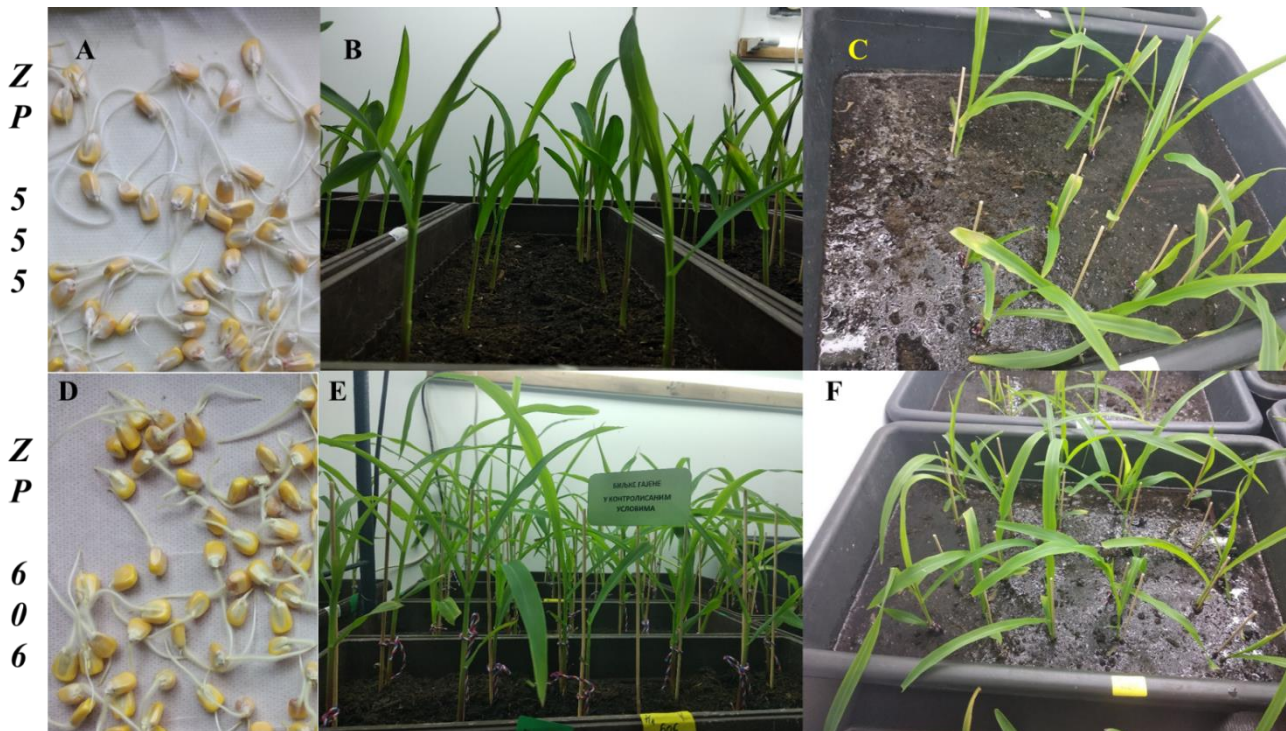 ZP 555
A
B
C
ZP 606
D
E
F
БИЉКЕ ГАЈЕНЕ
У КОНТРОЛИСАНИМ
УСЛОВИМА